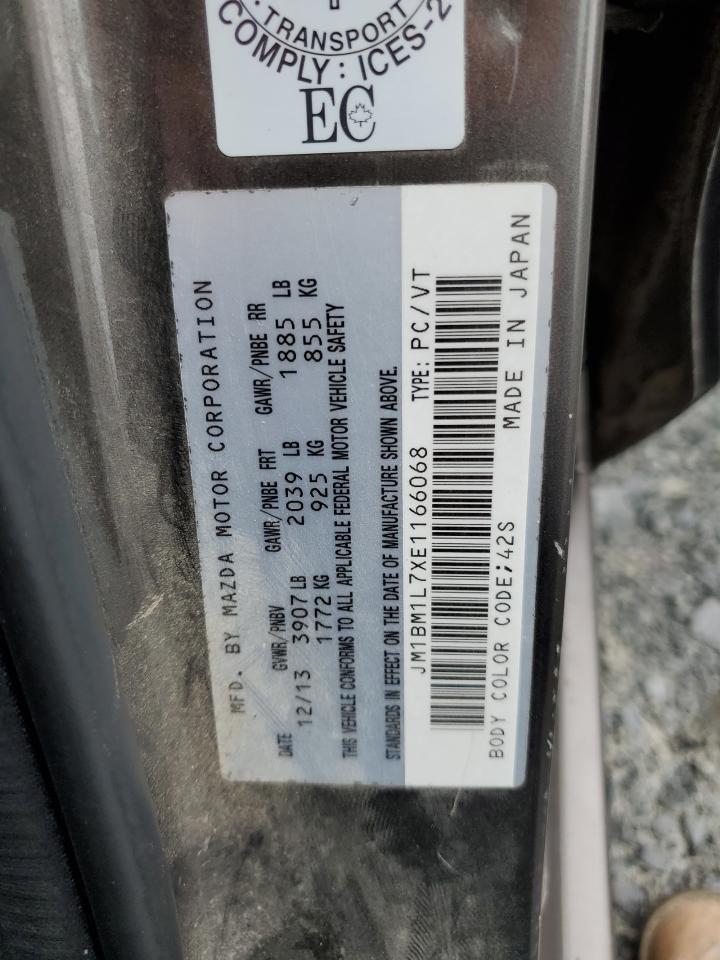 TRANSPORT
COMPLY: ICES-2
EC
MFD. BY MAZDA MOTOR CORPORATION
DATE GVWR/PNBV GAWR/PNBE FRT GAWR/PNBE RR
12/13 3907 LB 2039 LB 1885 LB
1772 KG 925 KG 855 KG
THIS VEHICLE CONFORMS TO ALL APPLICABLE FEDERAL MOTOR VEHICLE SAFETY
STANDARDS IN EFFECT ON THE DATE OF MANUFACTURE SHOWN ABOVE.
JM1BM1L7XE1166068 TYPE: PC/VT
BODY COLOR CODE;42S MADE IN JAPAN